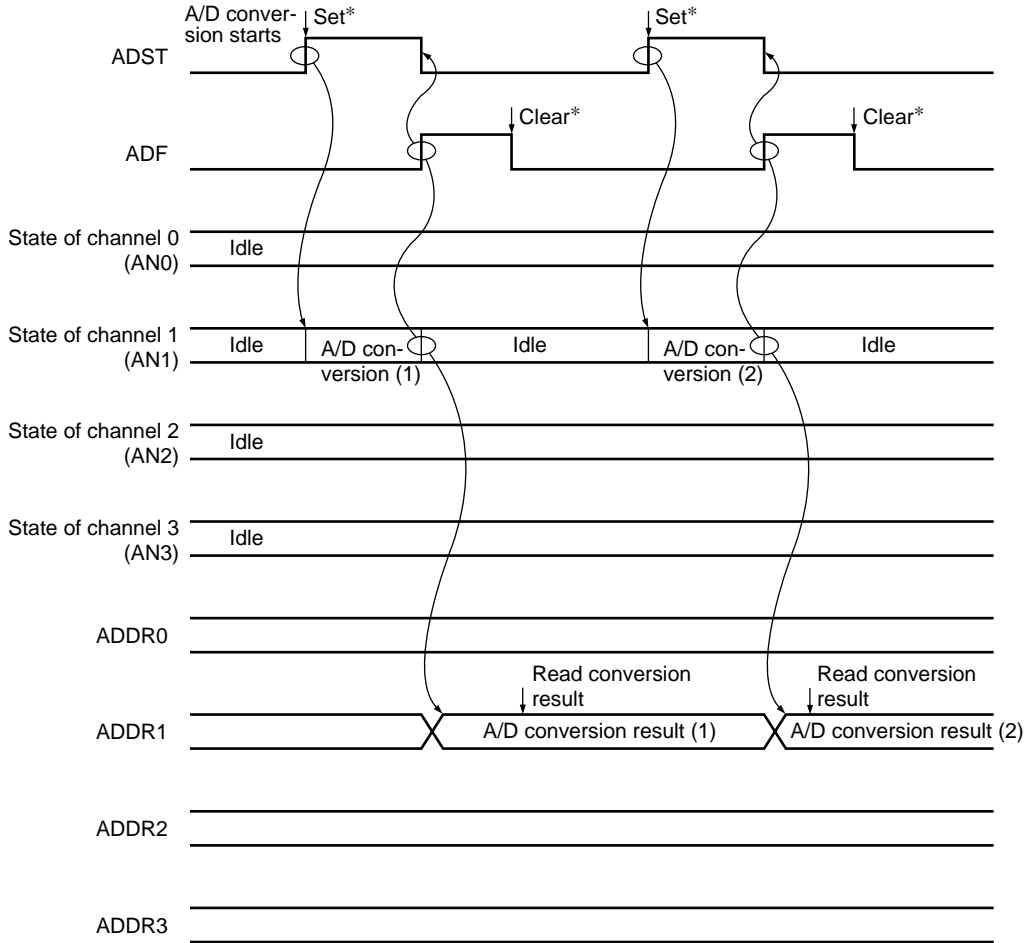 A/D conver-
sion starts
Set*
Set*
ADST
Clear*
Clear*
ADF
State of channel 0
(AN0)
Idle
State of channel 1
(AN1)
Idle
A/D con-
version (1)
Idle
A/D con-
version (2)
Idle
State of channel 2
(AN2)
Idle
State of channel 3
(AN3)
Idle
ADDR0
Read conversion
result
Read conversion
result
ADDR1
A/D conversion result (1)
A/D conversion result (2)
ADDR2
ADDR3